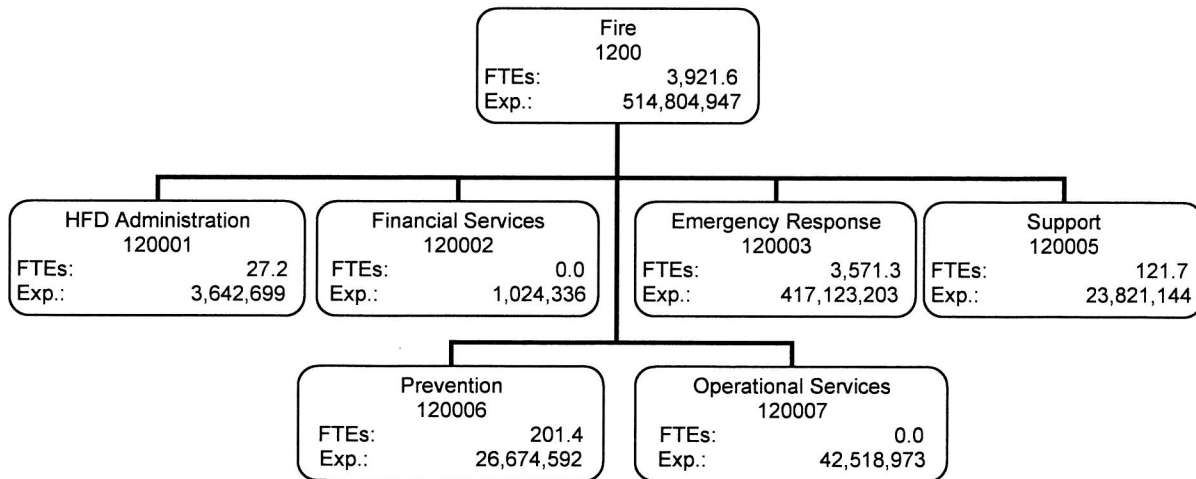 Fire
1200
FTEs: 3,921.6
Exp.: 514,804,947
HFD Administration
120001
FTEs: 27.2
Exp.: 3,642,699
Financial Services
120002
FTEs: 0.0
Exp.: 1,024,336
Emergency Response
120003
FTEs: 3,571.3
Exp.: 417,123,203
Support
120005
FTEs: 121.7
Exp.: 23,821,144
Prevention
120006
FTEs: 201.4
Exp.: 26,674,592
Operational Services
120007
FTEs: 0.0
Exp.: 42,518,973